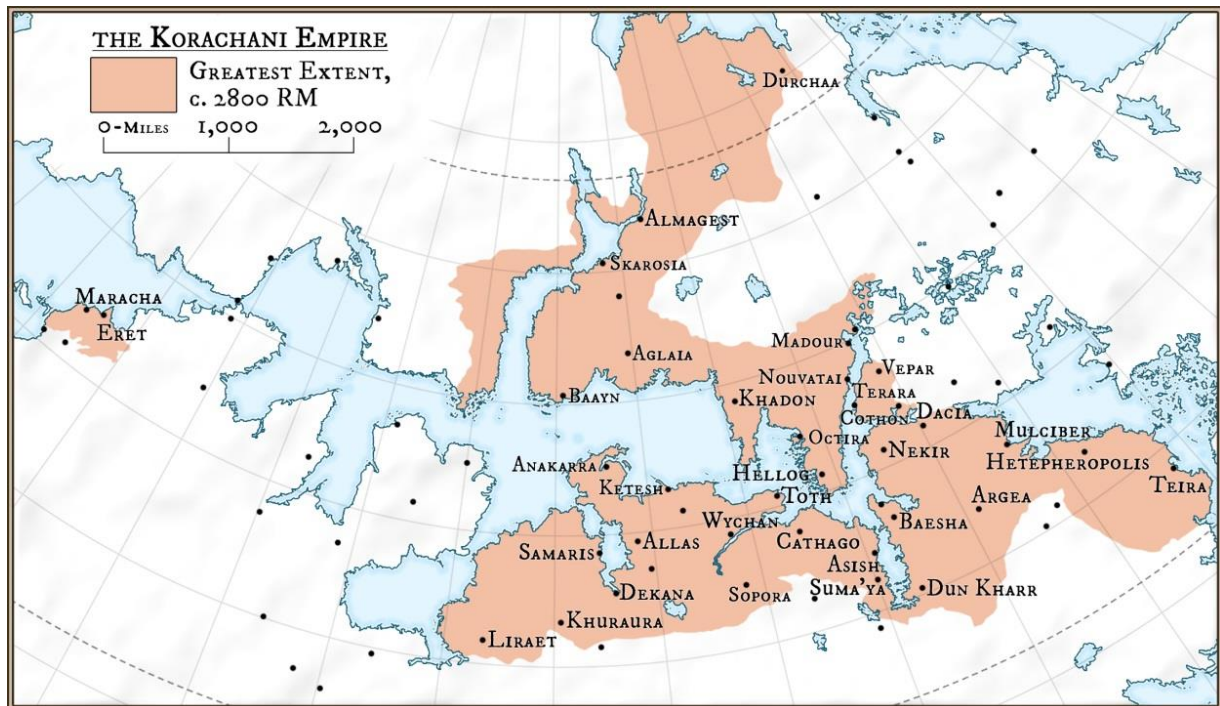 THE KORACHANI EMPIRE
GREATEST EXTENT,
C. 2800 RM
0-MILES 1,000 2,000
DURCHAA
ALMAGEST
SKAROSIA
MARACHA
ERET
MADOUR
AGLAIA
VEPAR
NOUVATAI
TERARA
BAAYN
KHADON
COTHON
DACIA
MULCIBER
OCTIRA
NEKIR
HETEPHEROPOLIS
ANAKARRA
HELLOG
TEIRA
KETESH
TOTH
ARGEA
WYCHAN
BAESHA
SAMARIS
ALLAS
CATHAGO
ASISH
DEKANA
SOPORA
SUMA'YA
DUN KHARR
KHURAURA
LIRAET